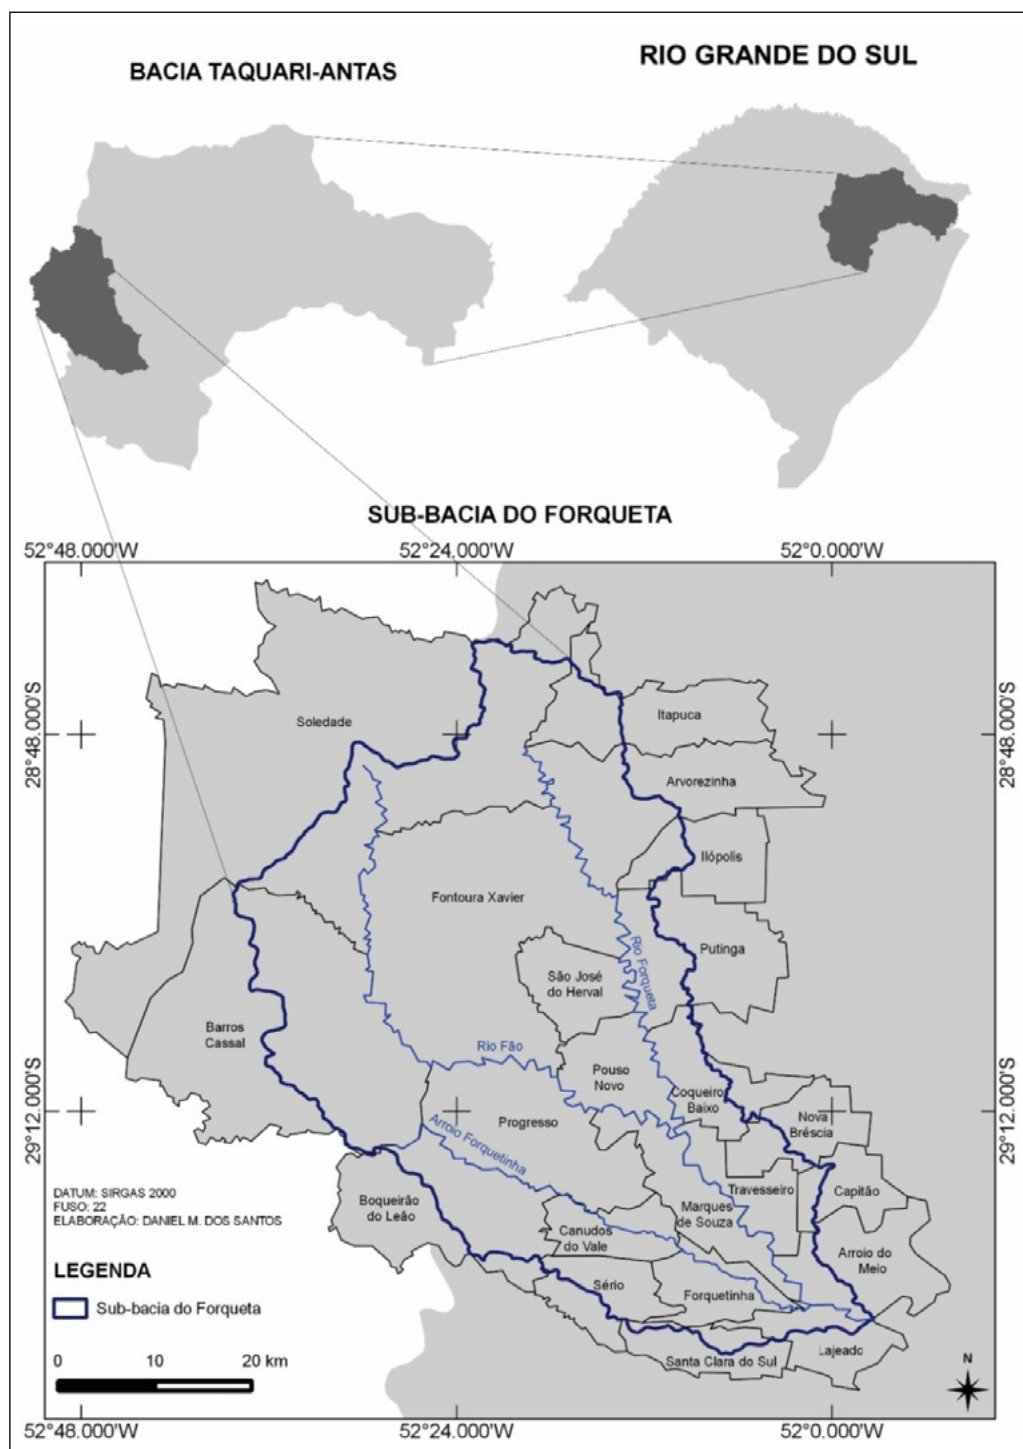 BACIA TAQUARI-ANTAS
RIO GRANDE DO SUL
SUB-BACIA DO FORQUETA
52°48.000'W
52°24.000'W
52°0.000'W
28°48.000'S
28°48.000'S
29°12.000'S
29°12.000'S
Soledade
Itapuca
Arvorezinha
Ilópolis
Fontoura Xavier
Putinga
Rio Forqueta
São José
do Herval
Barros
Cassal
Rio Fão
Pouso
Novo
Coqueiro
Baixo
Progresso
Nova
Bréscia
Arroio Forquetinha
Travesseiro
Capitão
Boqueirão
do Leão
Marques
de Souza
Canudos
do Vale
Arroio do
Meio
Sério
Forquetinha
Santa Clara do Sul
Lajeado
DATUM: SIRGAS 2000
FUSO: 22
ELABORAÇÃO: DANIEL M. DOS SANTOS
LEGENDA
Sub-bacia do Forqueta
0 10 20 km
N
52°48.000'W
52°24.000'W
52°0.000'W